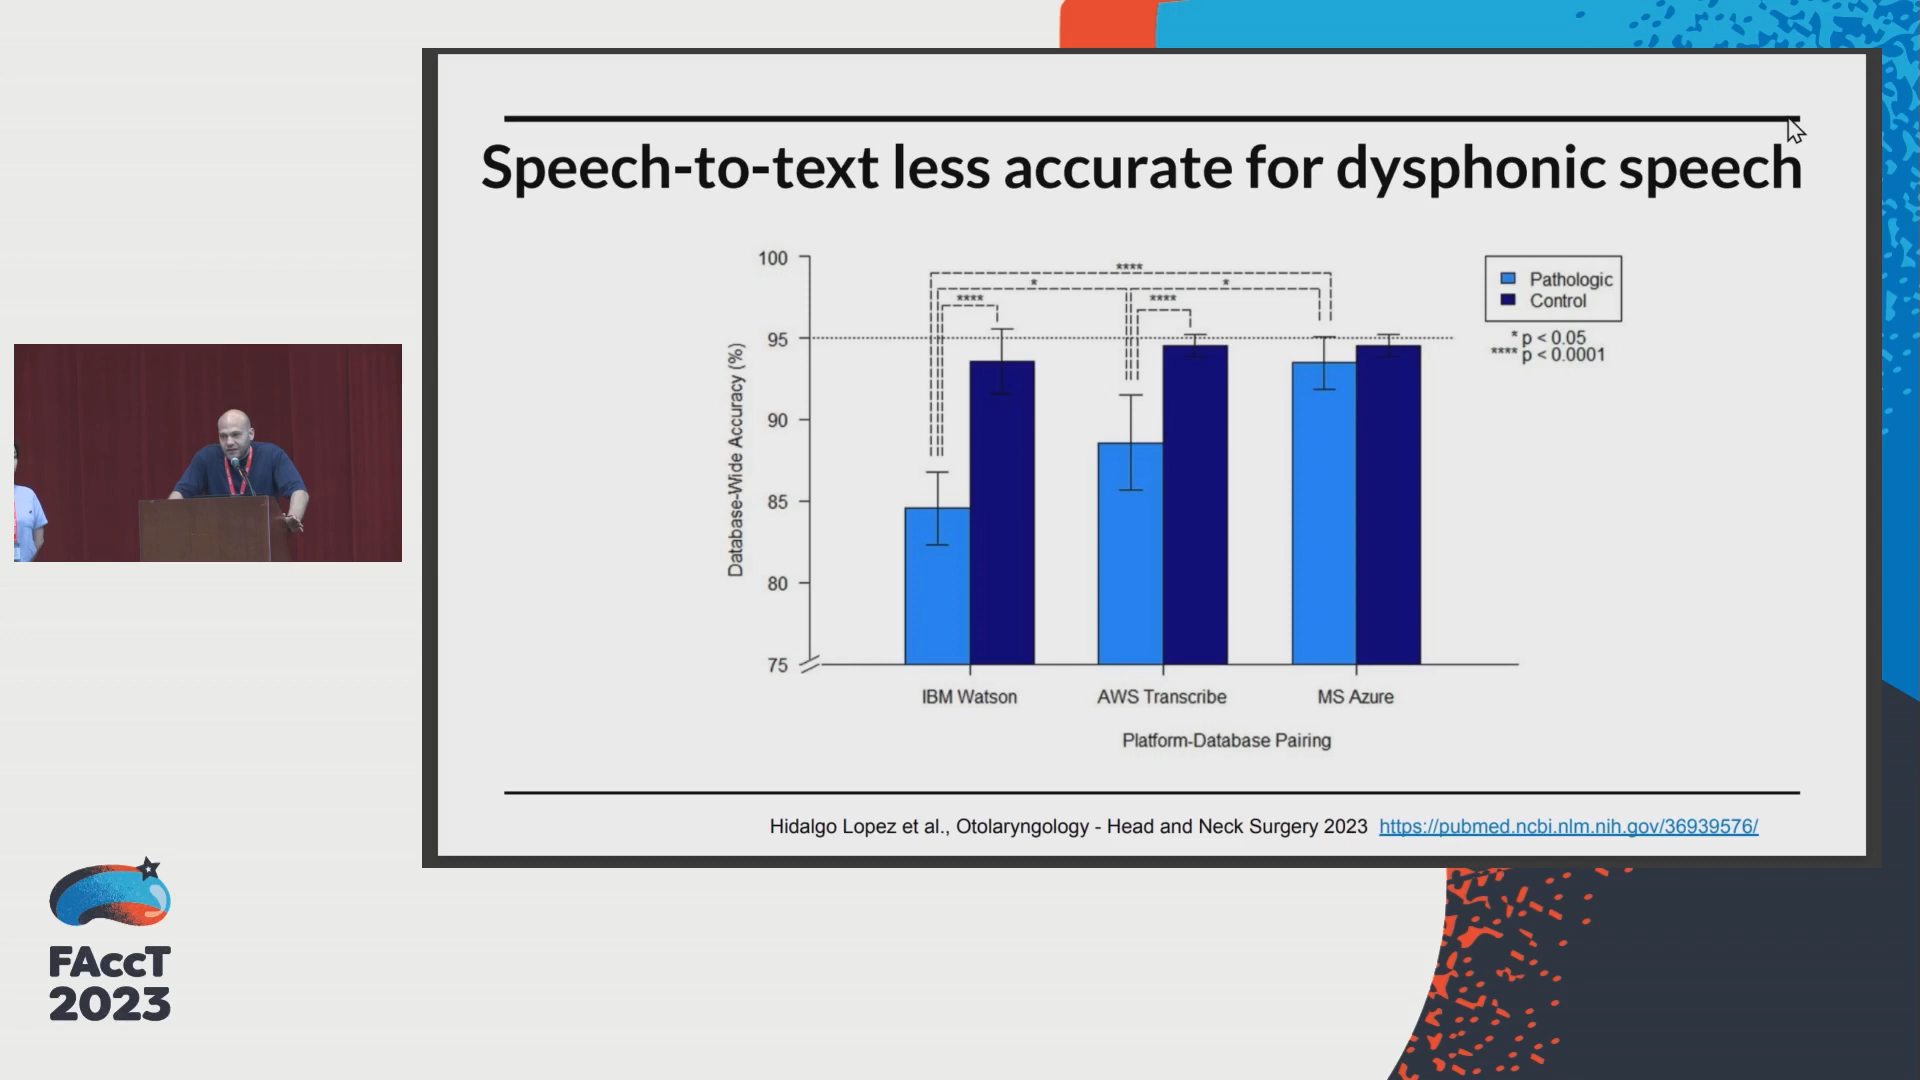 Speech-to-text less accurate for dysphonic speech
100
95
90
85
80
75
Database-Wide Accuracy (%)
****
*
*
****
****
Pathologic
Control
* p < 0.05
**** p < 0.0001
IBM Watson
AWS Transcribe
MS Azure
Platform-Database Pairing
Hidalgo Lopez et al., Otolaryngology - Head and Neck Surgery 2023 https://pubmed.ncbi.nlm.nih.gov/36939576/
FAccT
2023